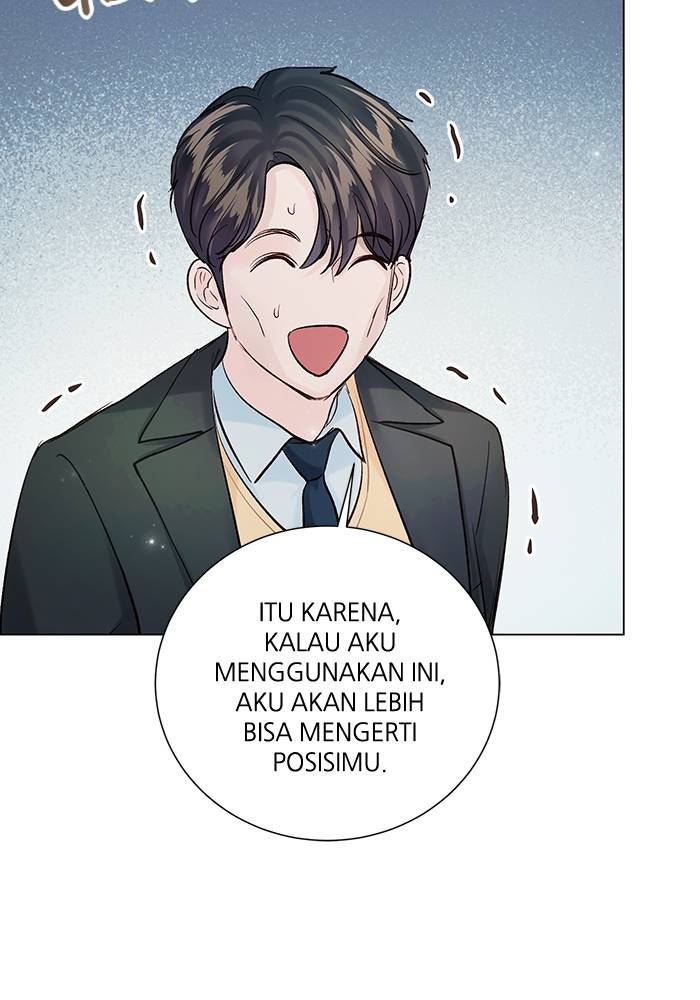 ITU KARENA,
KALAU AKU
MENGGUNAKAN INI,
AKU AKAN LEBIH
BISA MENGERTI
POSISIMU.